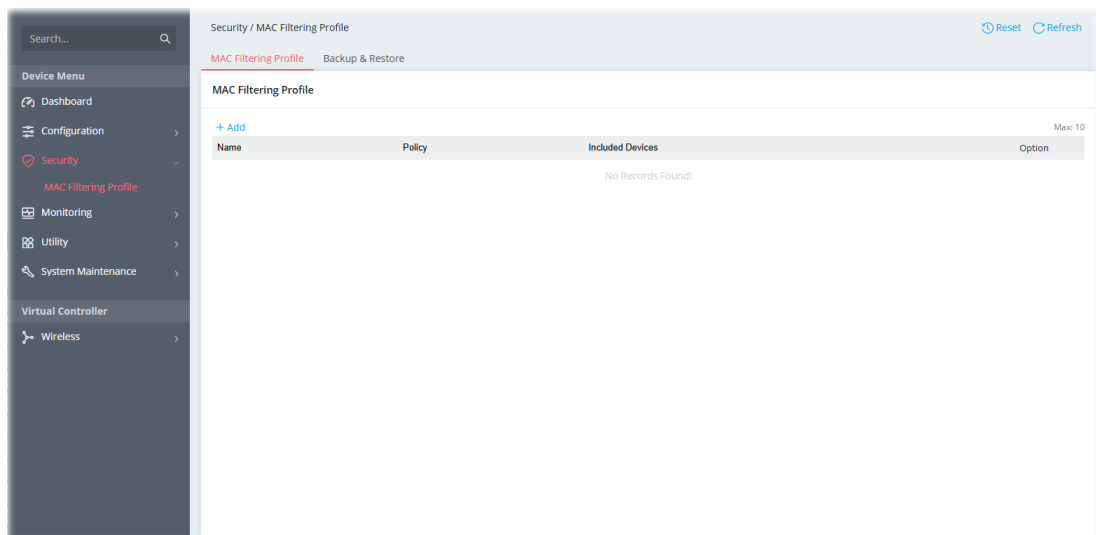 Search...
Device Menu
Dashboard
Configuration
Security
MAC Filtering Profile
Monitoring
Utility
System Maintenance
Virtual Controller
Wireless
Security / MAC Filtering Profile
Reset Refresh
MAC Filtering Profile Backup & Restore
MAC Filtering Profile
+ Add Max: 10
Name Policy Included Devices Option
No Records Found!